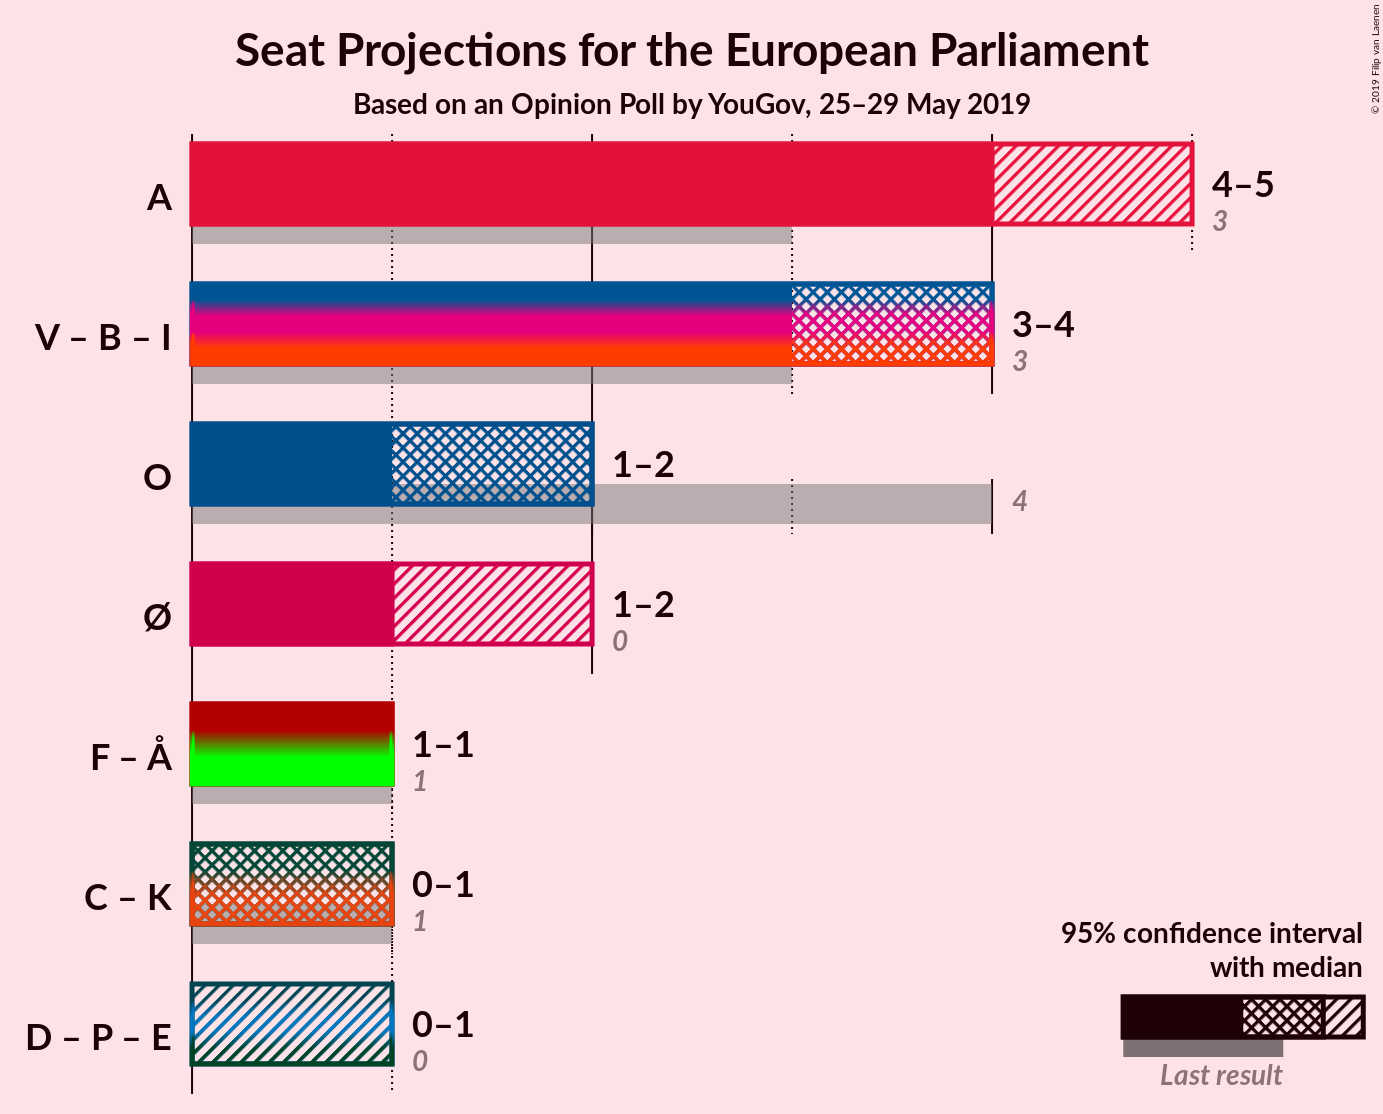 Seat Projections for the European Parliament
Based on an Opinion Poll by YouGov, 25–29 May 2019
© 2019 Filip van Laenen
A
4–5
3
V – B – I
3–4
3
O
1–2
4
Ø
1–2
0
F – Å
1–1
1
C – K
0–1
1
D – P – E
0–1
0
95% confidence interval
with median
Last result